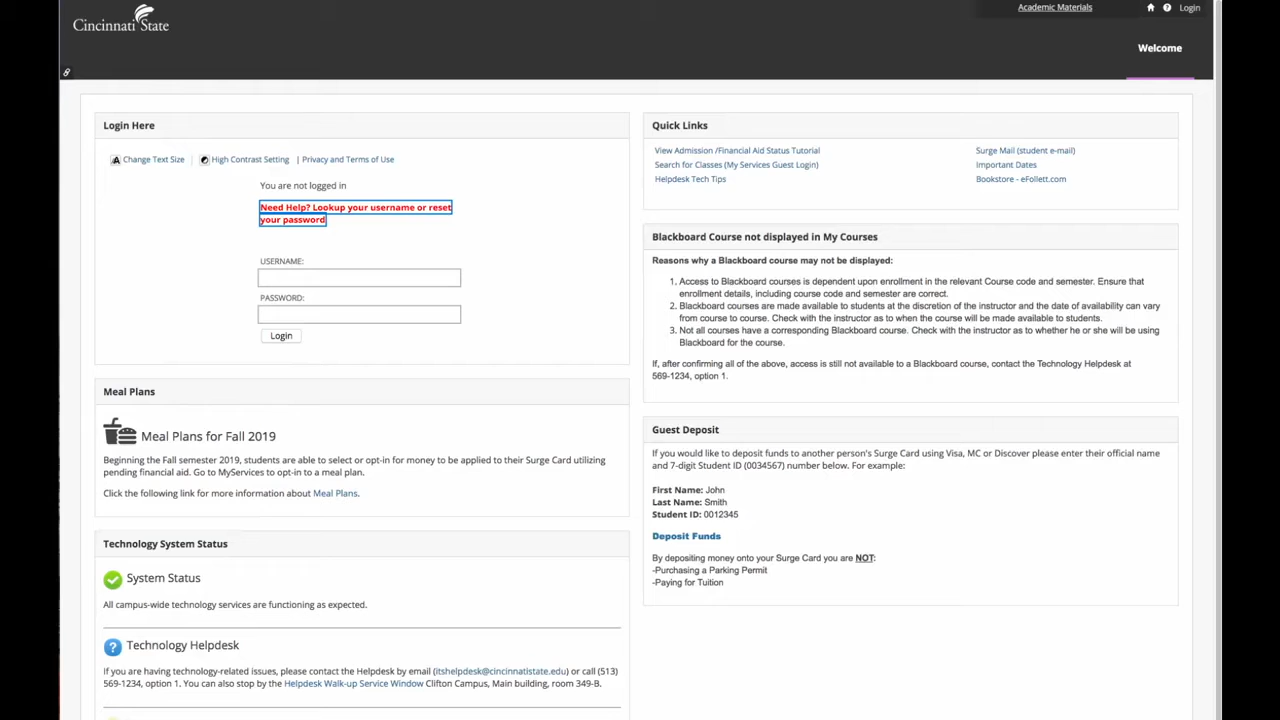 Cincinnati State
Academic Materials
Login
Welcome
Login Here
Change Text Size | High Contrast Setting | Privacy and Terms of Use
You are not logged in
Need Help? Lookup your username or reset
your password
USERNAME:
PASSWORD:
Login
Meal Plans
Meal Plans for Fall 2019
Beginning the Fall semester 2019, students are able to select or opt-in for money to be applied to their Surge Card utilizing
pending financial aid. Go to MyServices to opt-in to a meal plan.
Click the following link for more information about Meal Plans.
Technology System Status
System Status
All campus-wide technology services are functioning as expected.
Technology Helpdesk
If you are having technology-related issues, please contact the Helpdesk by email (itshelpdesk@cincinnatistate.edu) or call (513)
569-1234, option 1. You can also stop by the Helpdesk Walk-up Service Window Clifton Campus, Main building, room 349-B.
Quick Links
View Admission /Financial Aid Status Tutorial
Search for Classes (My Services Guest Login)
Helpdesk Tech Tips
Surge Mail (student e-mail)
Important Dates
Bookstore - eFollett.com
Blackboard Course not displayed in My Courses
Reasons why a Blackboard course may not be displayed:
1. Access to Blackboard courses is dependent upon enrollment in the relevant Course code and semester. Ensure that
enrollment details, including course code and semester are correct.
2. Blackboard courses are made available to students at the discretion of the instructor and the date of availability can vary
from course to course. Check with the instructor as to when the course will be made available to students.
3. Not all courses have a corresponding Blackboard course. Check with the instructor as to whether he or she will be using
Blackboard for the course.
If, after confirming all of the above, access is still not available to a Blackboard course, contact the Technology Helpdesk at
569-1234, option 1.
Guest Deposit
If you would like to deposit funds to another person's Surge Card using Visa, MC or Discover please enter their official name
and 7-digit Student ID (0034567) number below. For example:
First Name: John
Last Name: Smith
Student ID: 0012345
Deposit Funds
By depositing money onto your Surge Card you are NOT:
-Purchasing a Parking Permit
-Paying for Tuition